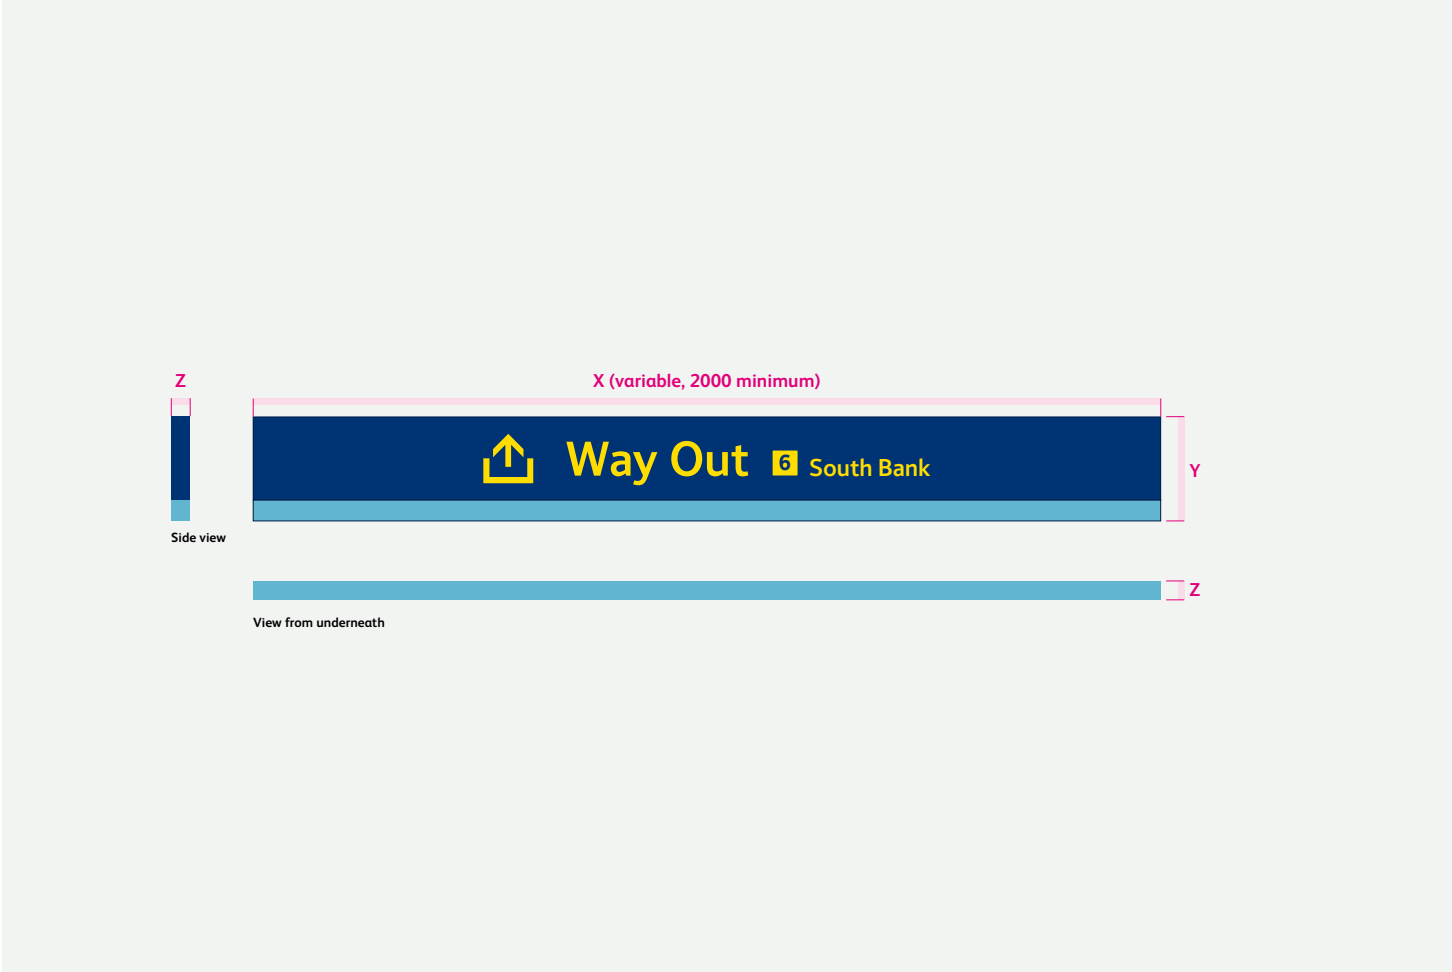 Z
X (variable, 2000 minimum)
Way Out 6 South Bank
Y
Side view
Z
View from underneath